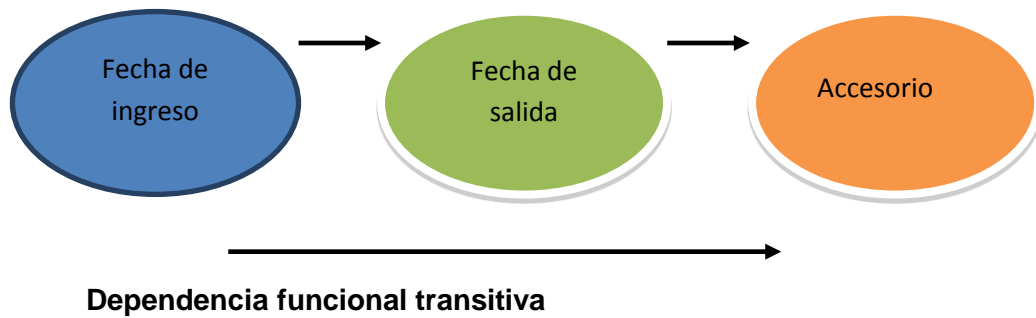 Fecha de
ingreso
Fecha de
salida
Accesorio
Dependencia funcional transitiva